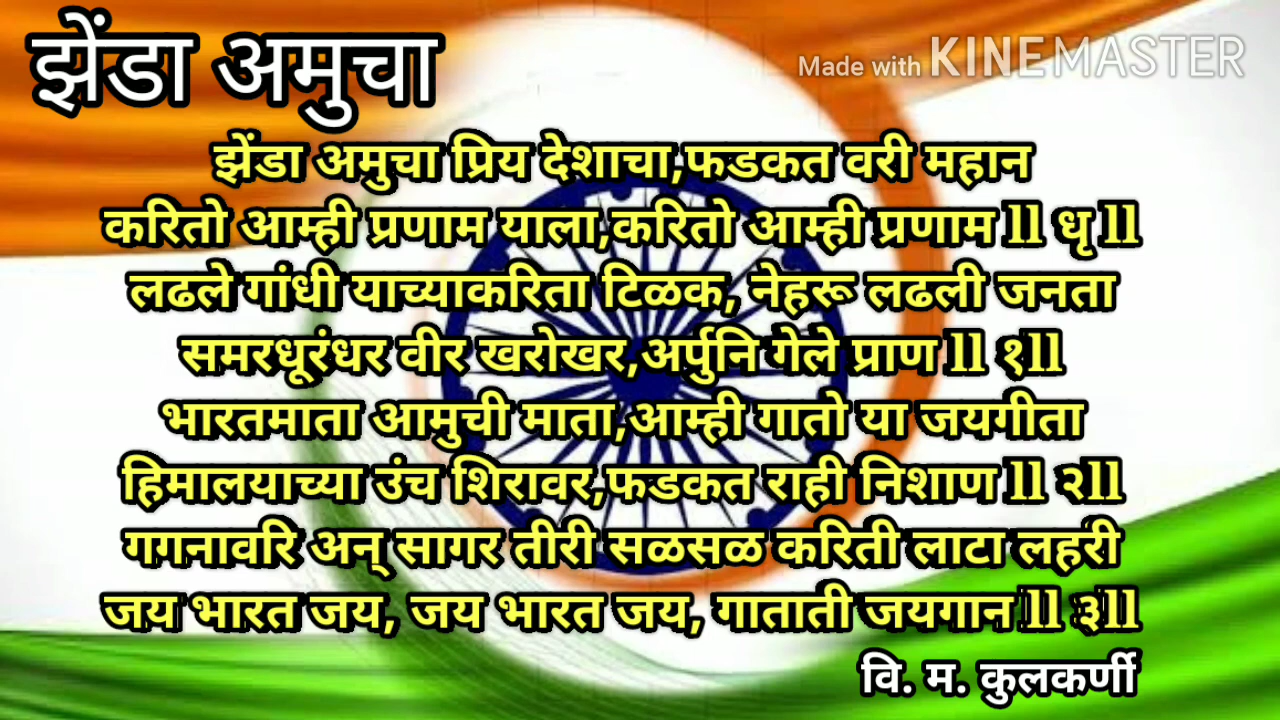 झेंडा अमुचा
Made with KINEMASTER
झेंडा अमुचा प्रिय देशाचा,फडकत वरी महान
करितो आम्ही प्रणाम याला,करितो आम्ही प्रणाम ll धृ ll
लढले गांधी याच्याकरिता टिळक, नेहरू लढली जनता
समरधूरंधर वीर खरोखर,अर्पुनि गेले प्राण ll १ll
भारतमाता आमुची माता,आम्ही गातो या जयगीता
हिमालयाच्या उंच शिरावर,फडकत राही निशाण ll २ll
गगनावरि अन् सागर तीरी सळसळ करिती लाटा लहरी
जय भारत जय, जय भारत जय, गाताती जयगान ll ३ll
वि. म. कुलकर्णी